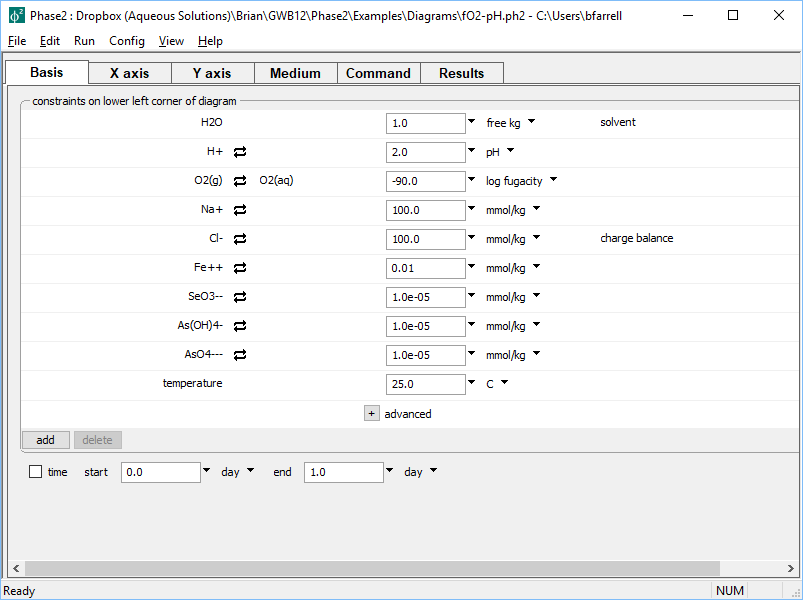 Phase2 : Dropbox (Aqueous Solutions)\Brian\GWB12\Phase2\Examples\Diagrams\fO2-pH.ph2 - C:\Users\bfarrell
File Edit Run Config View Help
Basis X axis Y axis Medium Command Results
constraints on lower left corner of diagram
H2O 1.0 free kg solvent
H+ 2.0 pH
O2(g) O2(aq) -90.0 log fugacity
Na+ 100.0 mmol/kg
Cl- 100.0 mmol/kg charge balance
Fe++ 0.01 mmol/kg
SeO3-- 1.0e-05 mmol/kg
As(OH)4- 1.0e-05 mmol/kg
AsO4--- 1.0e-05 mmol/kg
temperature 25.0 C
+ advanced
add delete
time start 0.0 day end 1.0 day
Ready NUM